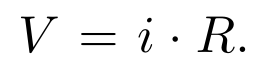 V = i · R.